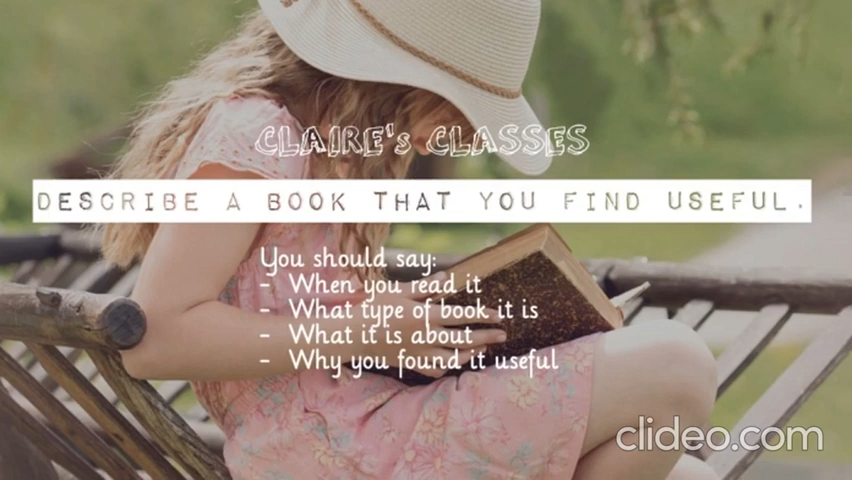 CLAIRE's CLASSES
DESCRIBE A BOOK THAT YOU FIND USEFUL.
You should say:
- When you read it
- What type of book it is
- What it is about
- Why you found it useful
clideo.com